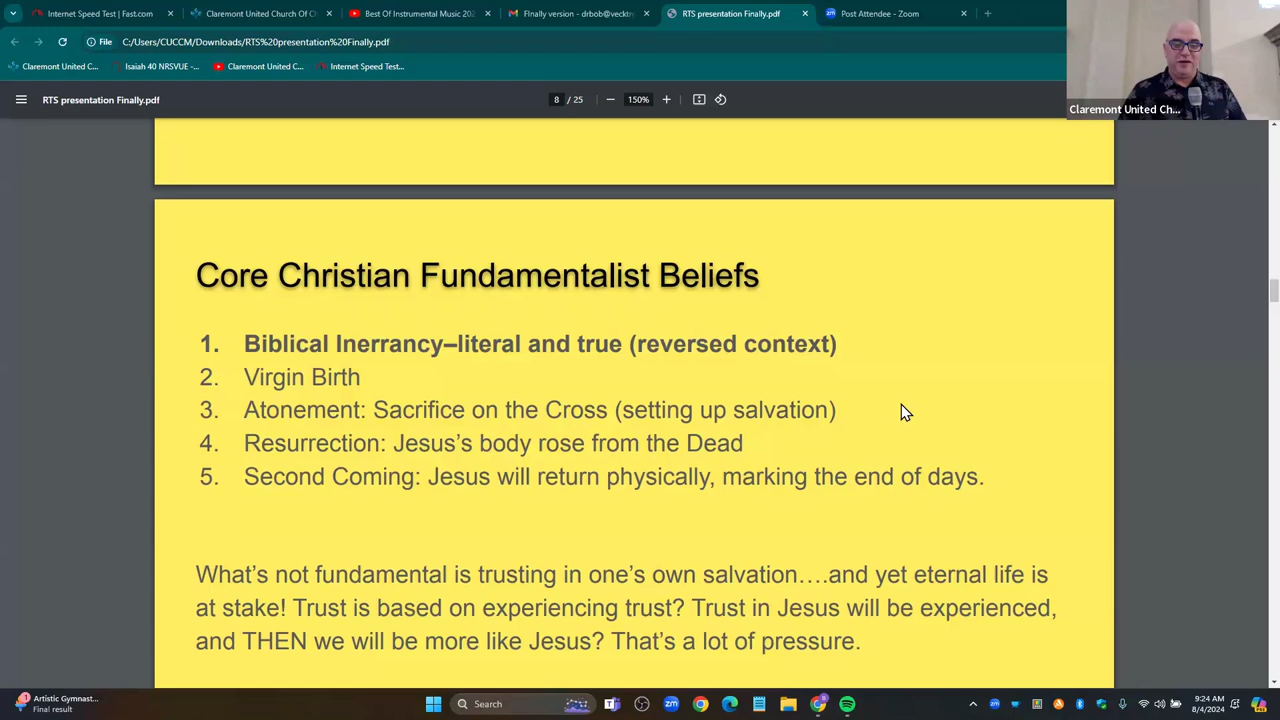 Internet Speed Test | Fast.com
Claremont United Church Of Ch
Best Of Instrumental Music 202
FInally version - drbob@vecktro
RTS presentation Finally.pdf
Post Attendee - Zoom
File
C:/Users/CUCCM/Downloads/RTS%20presentation%20Finally.pdf
Claremont United C...
Isaiah 40 NRSVUE -...
Claremont United C...
Internet Speed Test...
RTS presentation Finally.pdf
8 / 25
150%
Claremont United Ch...
Core Christian Fundamentalist Beliefs
1. Biblical Inerrancy–literal and true (reversed context)
2. Virgin Birth
3. Atonement: Sacrifice on the Cross (setting up salvation)
4. Resurrection: Jesus's body rose from the Dead
5. Second Coming: Jesus will return physically, marking the end of days.
What's not fundamental is trusting in one's own salvation….and yet eternal life is
at stake! Trust is based on experiencing trust? Trust in Jesus will be experienced,
and THEN we will be more like Jesus? That's a lot of pressure.
1
Artistic Gymnast...
Final result
Search
zm
9:24 AM
8/4/2024